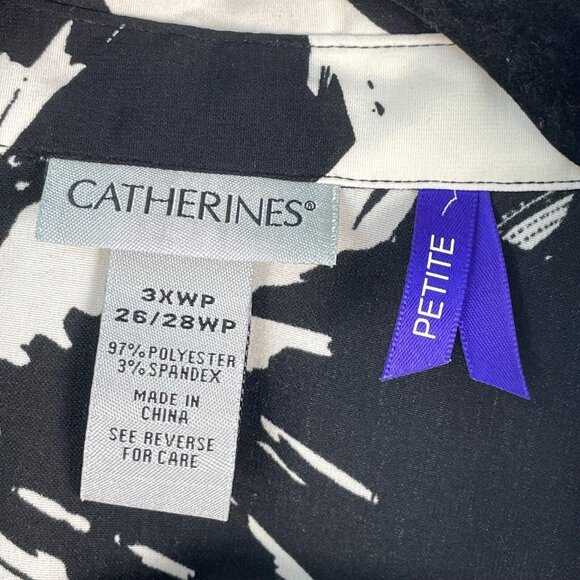 CATHERINES®
3XWP
26/28WP
97% POLYESTER
3% SPANDEX
MADE IN
CHINA
SEE REVERSE
FOR CARE
PETITE